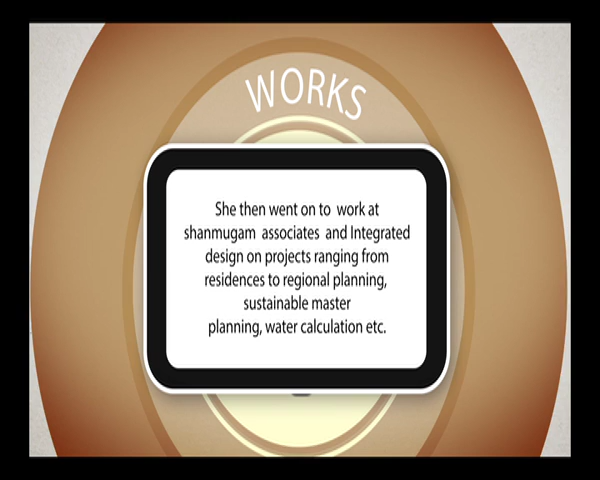 WORKS
She then went on to work at
shanmugam associates and Integrated
design on projects ranging from
residences to regional planning,
sustainable master
planning, water calculation etc.